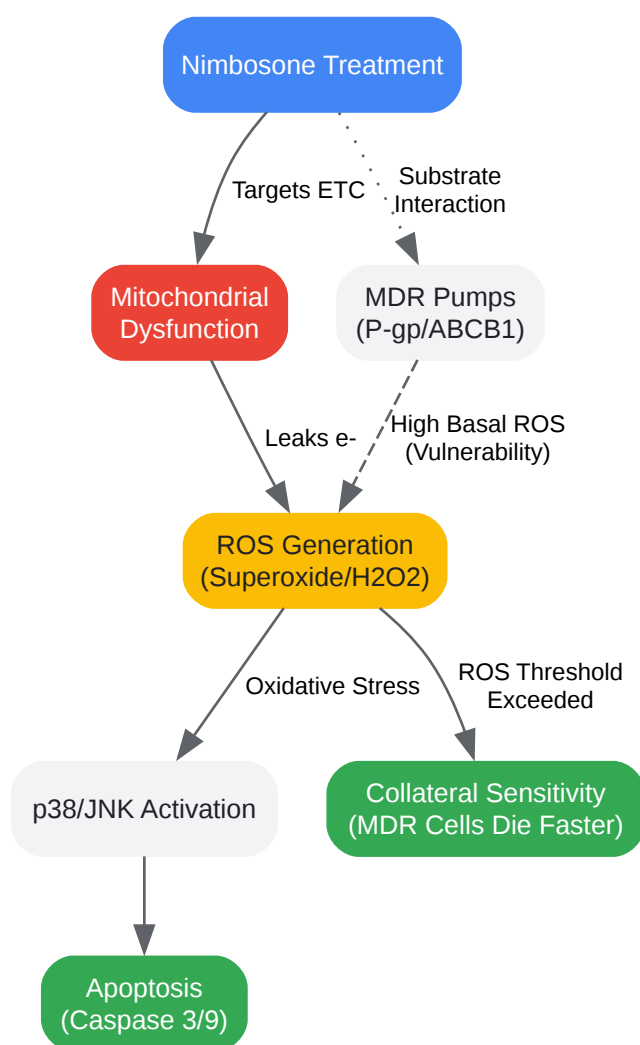 Nimbosone Treatment
Targets ETC
Substrate
Interaction
Mitochondrial
Dysfunction
MDR Pumps
(P-gp/ABCB1)
Leaks e-
High Basal ROS
(Vulnerability)
ROS Generation
(Superoxide/H2O2)
Oxidative Stress
ROS Threshold
Exceeded
p38/JNK Activation
Collateral Sensitivity
(MDR Cells Die Faster)
Apoptosis
(Caspase 3/9)